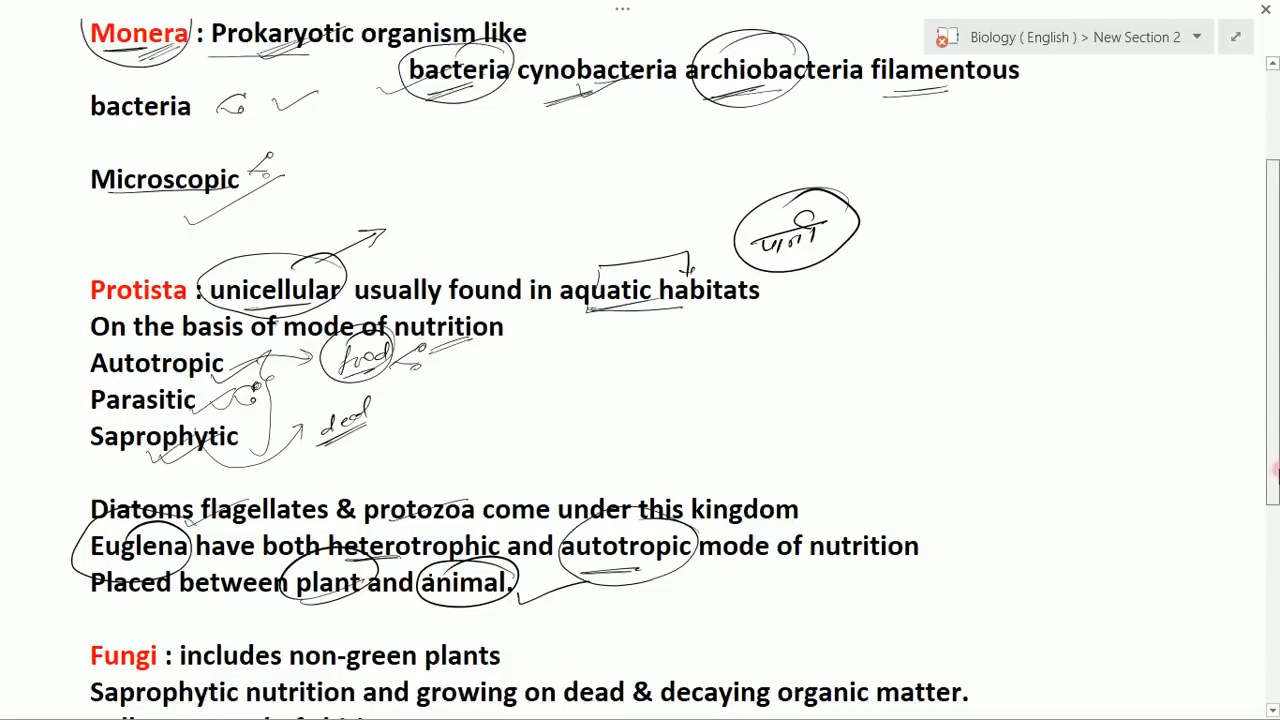 Biology ( English ) > New Section 2
Monera : Prokaryotic organism like
bacteria cynobacteria archiobacteria filamentous
bacteria
Microscopic
पानी
Protista : unicellular usually found in aquatic habitats
On the basis of mode of nutrition
Autotropic
food
Parasitic
Saprophytic
dead
Diatoms flagellates & protozoa come under this kingdom
Euglena have both heterotrophic and autotropic mode of nutrition
Placed between plant and animal.
Fungi : includes non-green plants
Saprophytic nutrition and growing on dead & decaying organic matter.